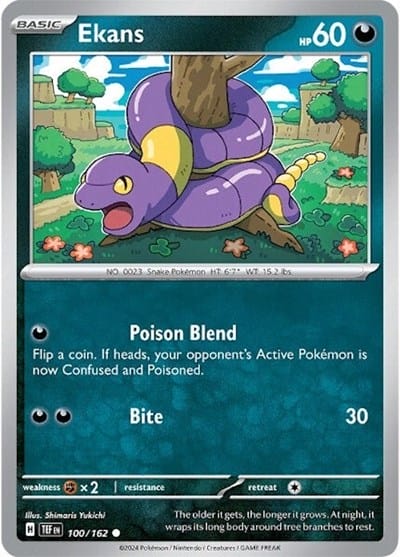 BASIC Ekans HP 60
NO. 0023 Snake Pokémon HT: 6'7" WT: 15.2 lbs.
Poison Blend
Flip a coin. If heads, your opponent's Active Pokémon is
now Confused and Poisoned.
Bite 30
weakness ×2 resistance retreat
Illus. Shimaris Yukichi
The older it gets, the longer it grows. At night, it
wraps its long body around tree branches to rest.
H TEF EN 100/162
©2024 Pokémon / Nintendo / Creatures / GAME FREAK